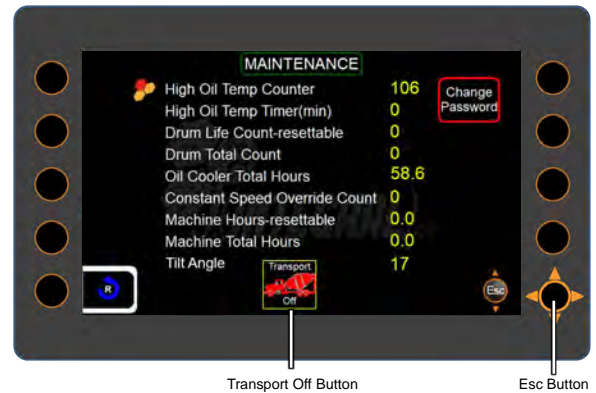 MAINTENANCE
High Oil Temp Counter 106
Change
Password
High Oil Temp Timer(min) 0
Drum Life Count-resettable 0
Drum Total Count 0
Oil Cooler Total Hours 58.6
Constant Speed Override Count 0
Machine Hours-resettable 0.0
Machine Total Hours 0.0
Tilt Angle 17
Transport
Off
R
Esc
Transport Off Button
Esc Button